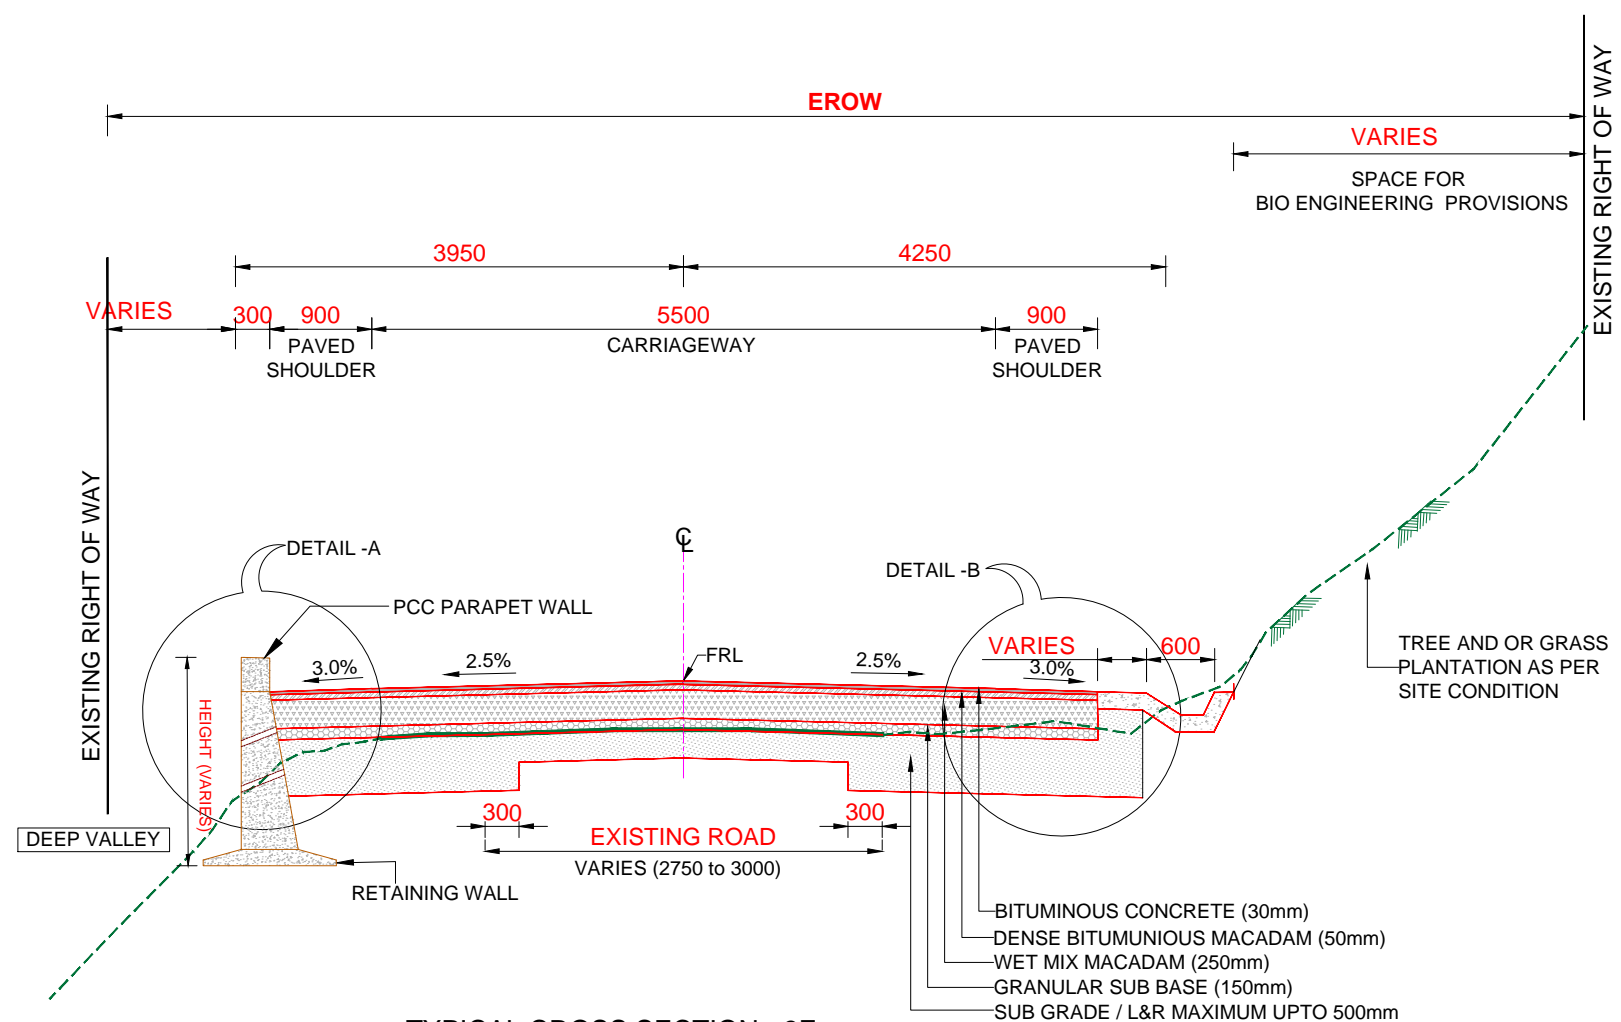 EROW
VARIES
SPACE FOR
BIO ENGINEERING PROVISIONS
EXISTING RIGHT OF WAY
3950
4250
VARIES
300
900
5500
900
PAVED
SHOULDER
CARRIAGEWAY
PAVED
SHOULDER
EXISTING RIGHT OF WAY
DETAIL -A
PCC PARAPET WALL
℄
DETAIL -B
3.0%
2.5%
FRL
2.5%
VARIES
3.0%
600
TREE AND OR GRASS
PLANTATION AS PER
SITE CONDITION
HEIGHT (VARIES)
DEEP VALLEY
300
EXISTING ROAD
300
VARIES (2750 to 3000)
RETAINING WALL
BITUMINOUS CONCRETE (30mm)
DENSE BITUMUNIOUS MACADAM (50mm)
WET MIX MACADAM (250mm)
GRANULAR SUB BASE (150mm)
SUB GRADE / L&R MAXIMUM UPTO 500mm
TYPICAL CROSS SECTION -